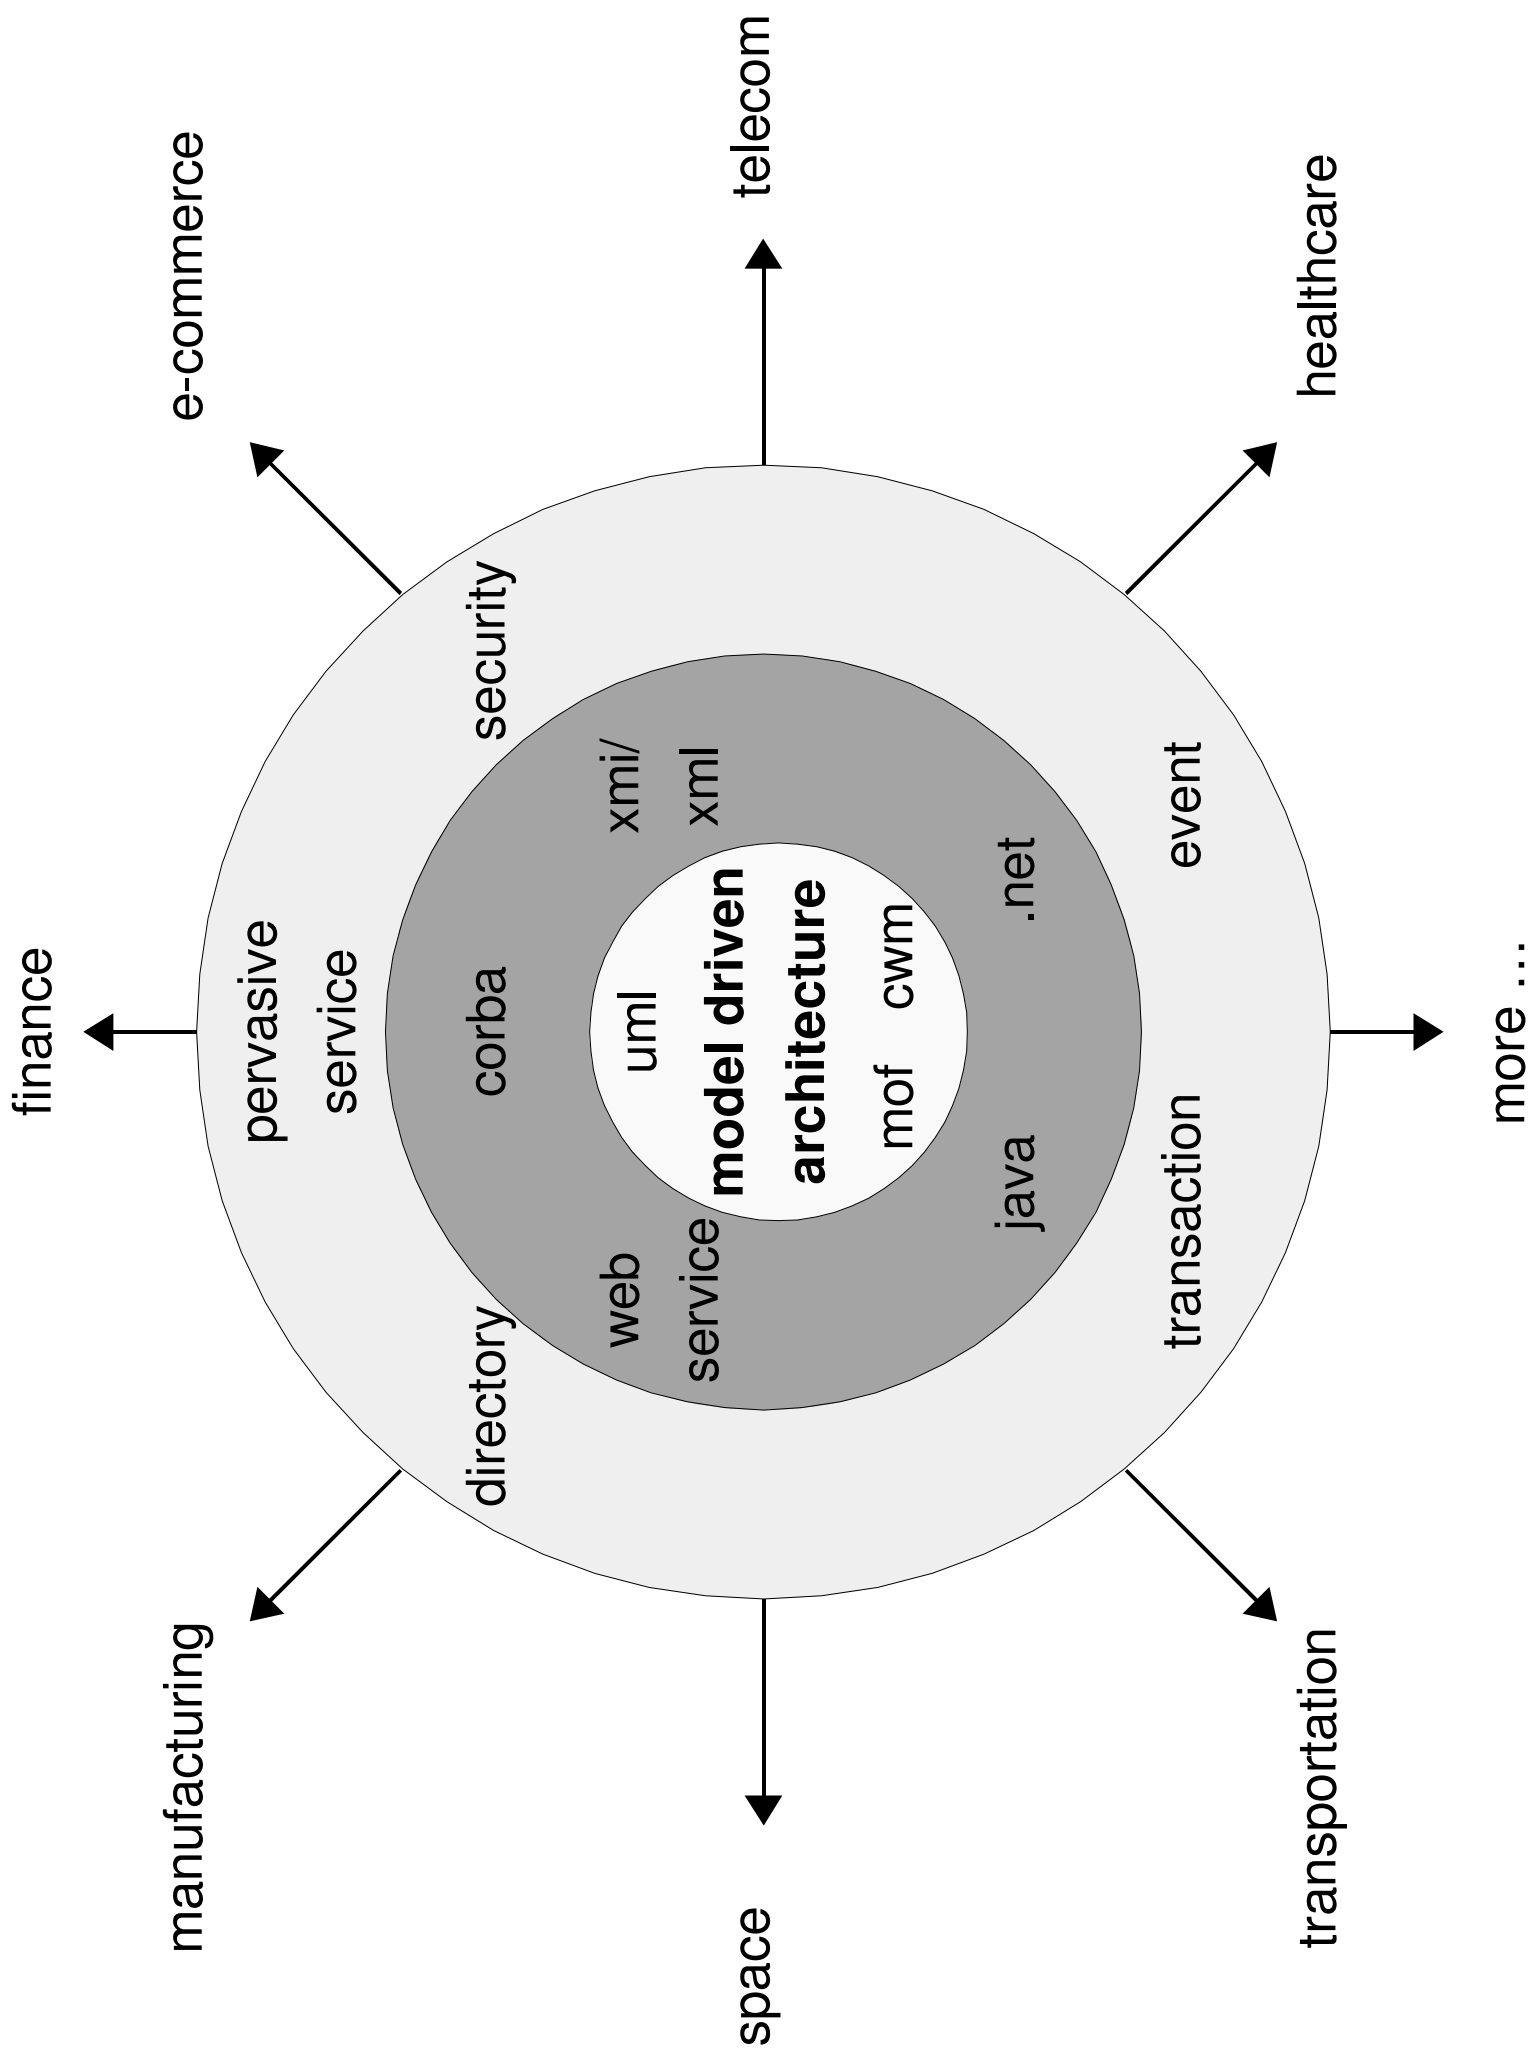 finance
manufacturing
e-commerce
pervasive
service
directory
security
corba
web
service
xmi/
xml
uml
model driven
architecture
mof
cwm
space
telecom
java
.net
transaction
event
transportation
healthcare
more ...